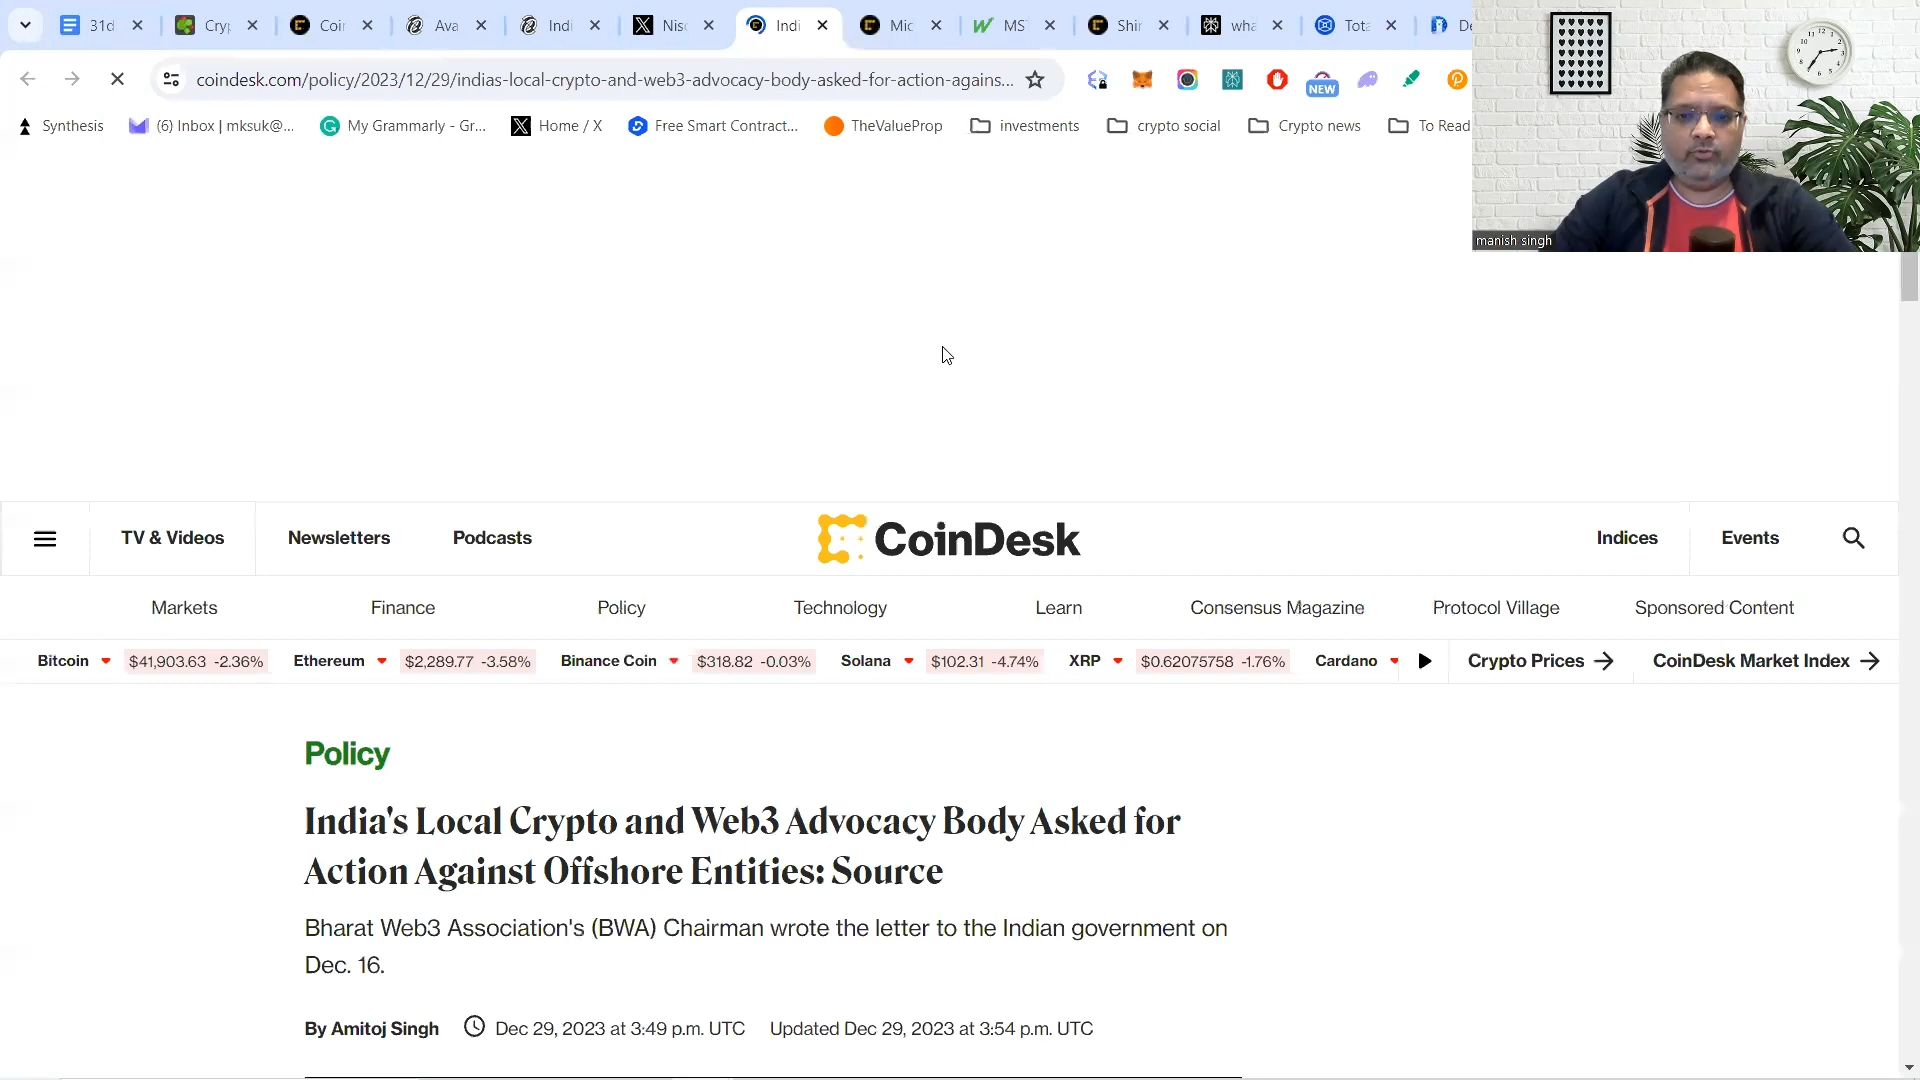 31d
Cry
Coi
Ava
Indi
Nis
Indi
Mic
MS
Shi
wha
Tota
coindesk.com/policy/2023/12/29/indias-local-crypto-and-web3-advocacy-body-asked-for-action-agains...
NEW
Synthesis
(6) Inbox | mksuk@...
My Grammarly - Gr...
Home / X
Free Smart Contract...
TheValueProp
investments
crypto social
Crypto news
To Read
manish singh
TV & Videos
Newsletters
Podcasts
CoinDesk
Indices
Events
Markets
Finance
Policy
Technology
Learn
Consensus Magazine
Protocol Village
Sponsored Content
Bitcoin $41,903.63 -2.36%
Ethereum $2,289.77 -3.58%
Binance Coin $318.82 -0.03%
Solana $102.31 -4.74%
XRP $0.62075758 -1.76%
Cardano
Crypto Prices
CoinDesk Market Index
Policy
India's Local Crypto and Web3 Advocacy Body Asked for
Action Against Offshore Entities: Source
Bharat Web3 Association's (BWA) Chairman wrote the letter to the Indian government on
Dec. 16.
By Amitoj Singh
Dec 29, 2023 at 3:49 p.m. UTC
Updated Dec 29, 2023 at 3:54 p.m. UTC